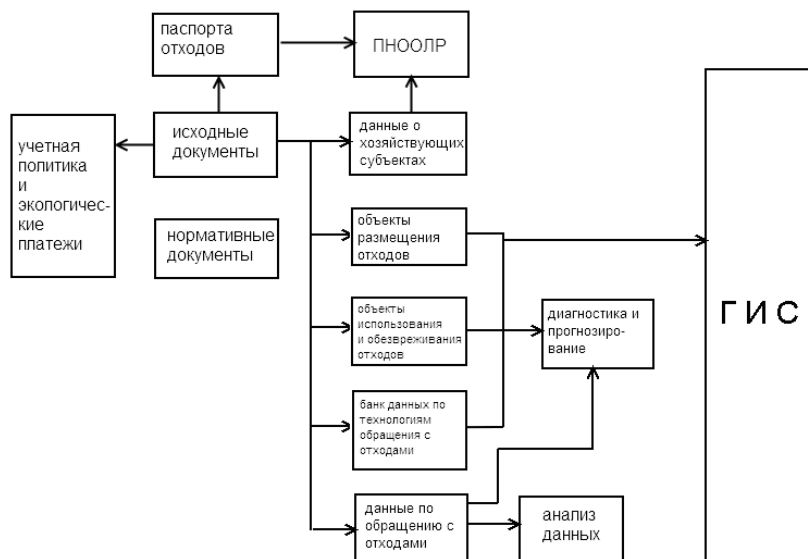 паспорта
отходов
ПНООЛР
учетная
политика
и
экологичес-
кие
платежи
исходные
документы
данные о
хозяйствующих
субъектах
нормативные
документы
объекты
размещения
отходов
объекты
использования
и обезвреживания
отходов
диагностика и
прогнозиро-
вание
ГИС
банк данных по
технологиям
обращения с
отходами
данные по
обращению с
отходами
анализ
данных